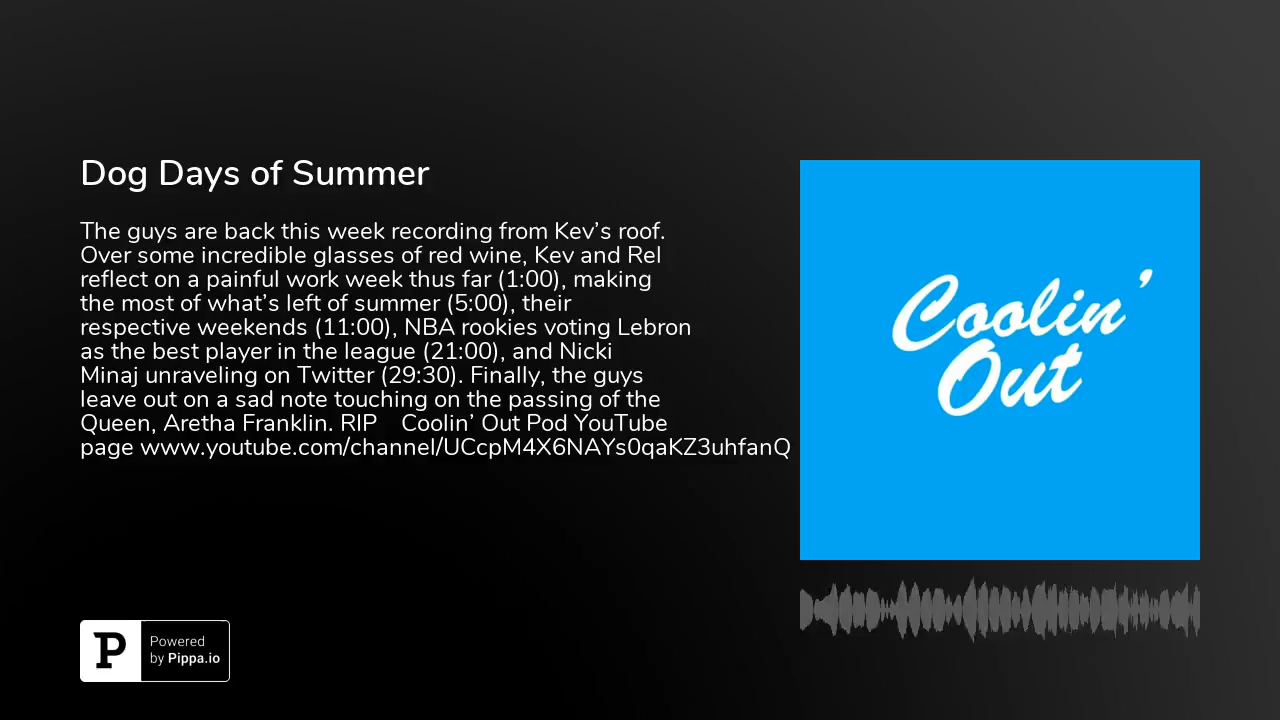 Dog Days of Summer
The guys are back this week recording from Kev’s roof.
Over some incredible glasses of red wine, Kev and Rel
reflect on a painful work week thus far (1:00), making
the most of what’s left of summer (5:00), their
respective weekends (11:00), NBA rookies voting Lebron
as the best player in the league (21:00), and Nicki
Minaj unraveling on Twitter (29:30). Finally, the guys
leave out on a sad note touching on the passing of the
Queen, Aretha Franklin. RIP    Coolin’ Out Pod YouTube
page www.youtube.com/channel/UCcpM4X6NAYs0qaKZ3uhfanQ
Coolin’
Out
P
Powered
by Pippa.io